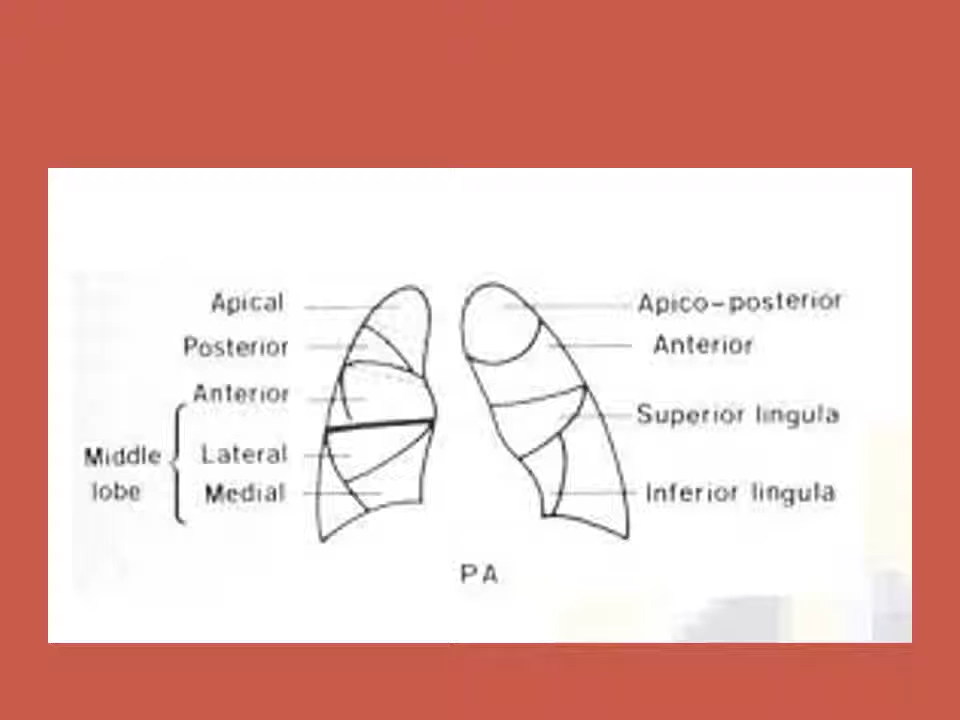 Apical
Posterior
Anterior
Middle
lobe
Lateral
Medial
Apico-posterior
Anterior
Superior lingula
Inferior lingula
PA